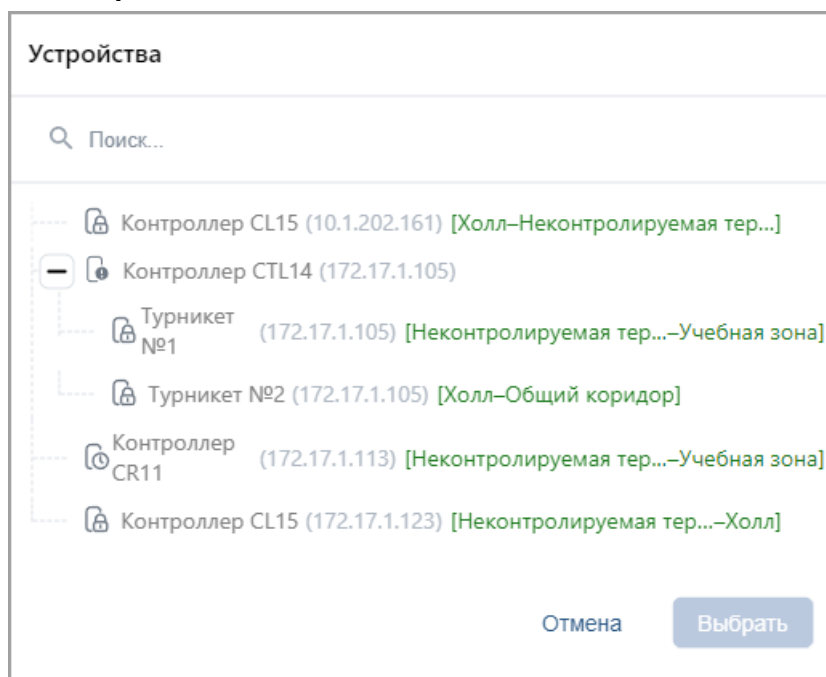 Устройства
Поиск...
Контроллер CL15 (10.1.202.161) [Холл–Неконтролируемая тер...]
Контроллер CTL14 (172.17.1.105)
Турникет
№1 (172.17.1.105) [Неконтролируемая тер...–Учебная зона]
Турникет №2 (172.17.1.105) [Холл–Общий коридор]
Контроллер
CR11 (172.17.1.113) [Неконтролируемая тер...–Учебная зона]
Контроллер CL15 (172.17.1.123) [Неконтролируемая тер...–Холл]
Отмена Выбрать